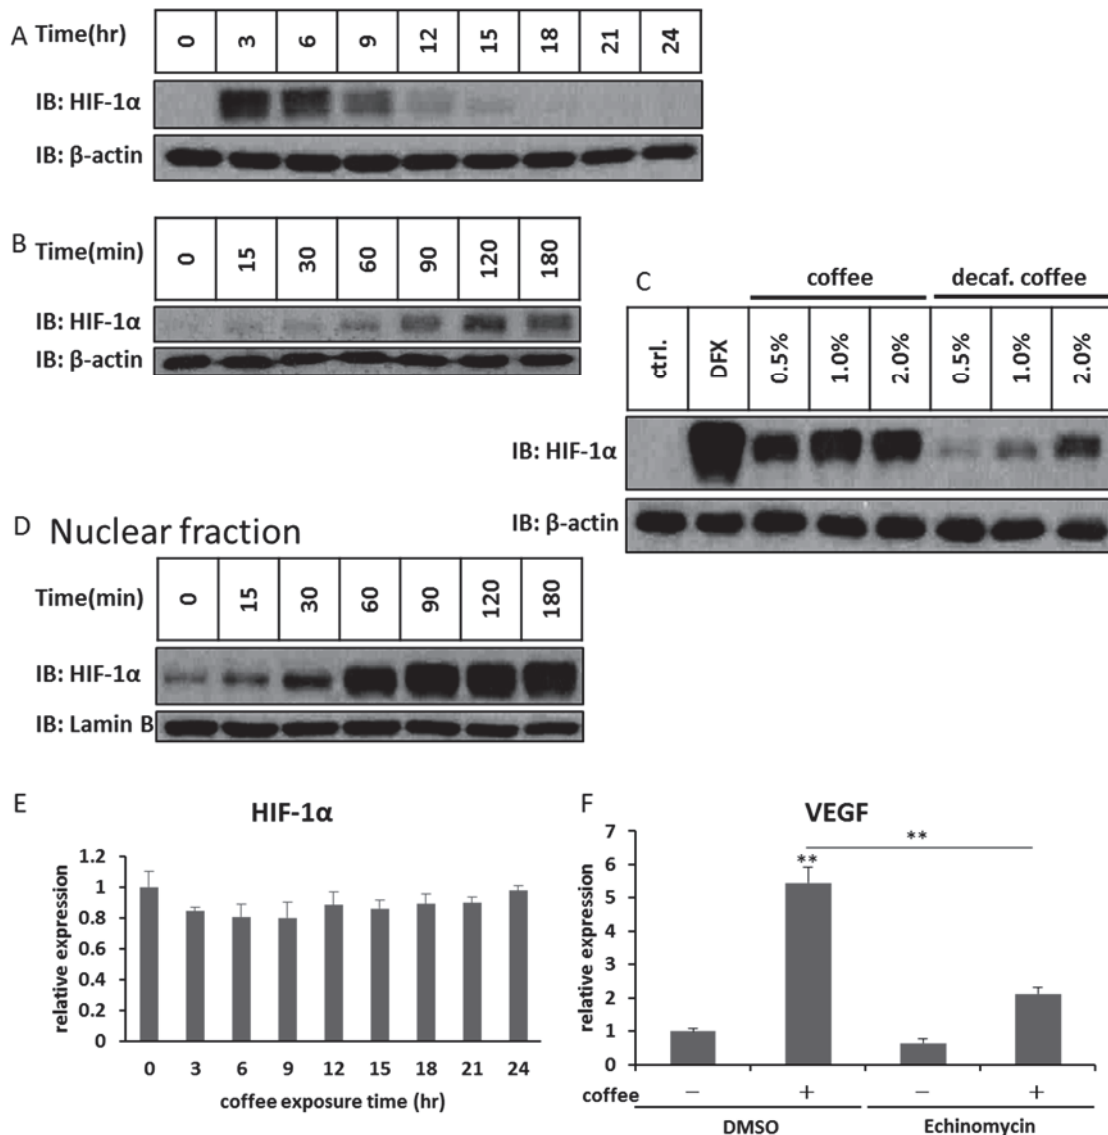 A Time(hr) 0 3 6 9 12 15 18 21 24
IB: HIF-1α
IB: β-actin
B Time(min) 0 15 30 60 90 120 180
IB: HIF-1α
IB: β-actin
C coffee decaf. coffee
ctrl. DFX 0.5% 1.0% 2.0% 0.5% 1.0% 2.0%
IB: HIF-1α
IB: β-actin
D Nuclear fraction
Time(min) 0 15 30 60 90 120 180
IB: HIF-1α
IB: Lamin B
E HIF-1α
relative expression
1.2
1
0.8
0.6
0.4
0.2
0
0 3 6 9 12 15 18 21 24
coffee exposure time (hr)
F VEGF
relative expression
7
6
5
4
3
2
1
0
**
**
coffee − + − +
DMSO Echinomycin